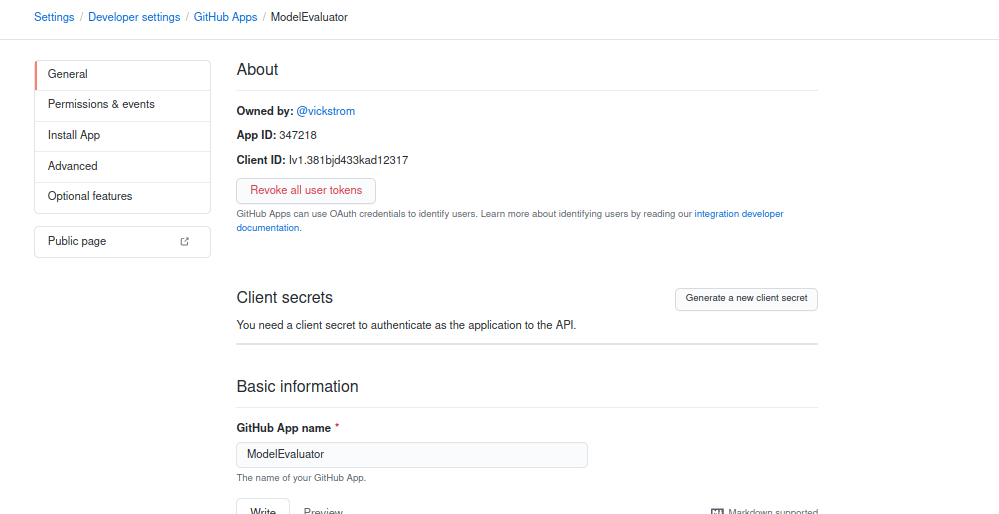 Settings / Developer settings / GitHub Apps / ModelEvaluator
General
Permissions & events
Install App
Advanced
Optional features
Public page
About
Owned by: @vickstrom
App ID: 347218
Client ID: lv1.381bjd433kad12317
Revoke all user tokens
GitHub Apps can use OAuth credentials to identify users. Learn more about identifying users by reading our integration developer
documentation.
Client secrets
Generate a new client secret
You need a client secret to authenticate as the application to the API.
Basic information
GitHub App name *
ModelEvaluator
The name of your GitHub App.
Write
Preview
Markdown supported